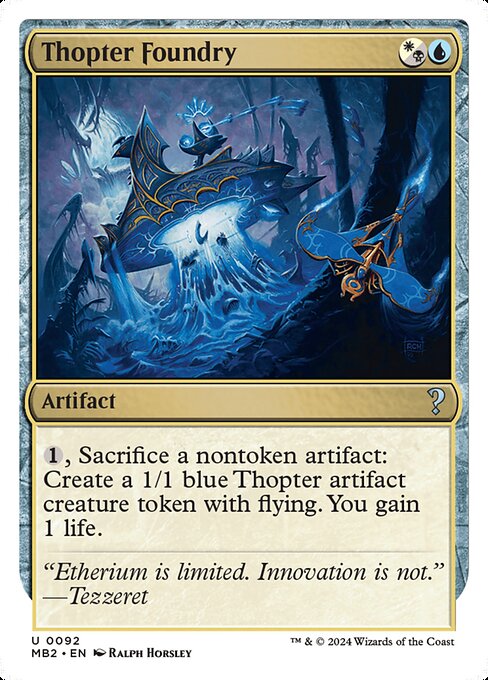 Thopter Foundry
Artifact
1, Sacrifice a nontoken artifact:
Create a 1/1 blue Thopter artifact
creature token with flying. You gain
1 life.
“Etherium is limited. Innovation is not.”
—Tezzeret
U 0092
MB2 • EN RALPH HORSLEY
™ & © 2024 Wizards of the Coast